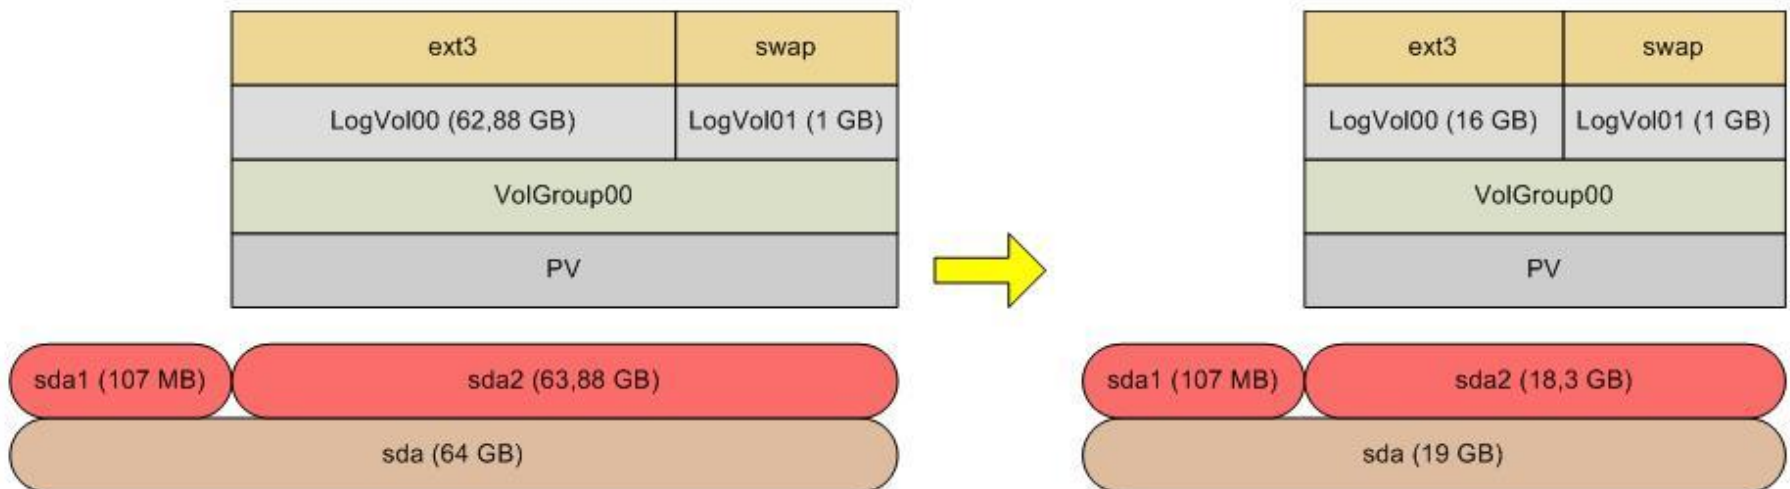 ext3
swap
LogVol00 (62,88 GB)
LogVol01 (1 GB)
VolGroup00
PV
sda1 (107 MB)
sda2 (63,88 GB)
sda (64 GB)
ext3
swap
LogVol00 (16 GB)
LogVol01 (1 GB)
VolGroup00
PV
sda1 (107 MB)
sda2 (18,3 GB)
sda (19 GB)